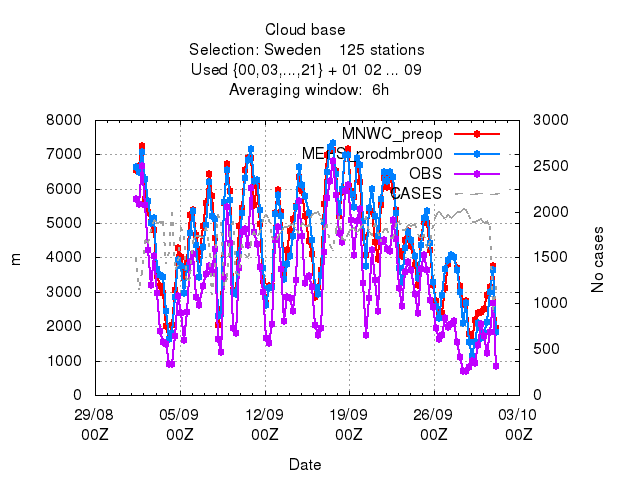 Cloud base
Selection: Sweden 125 stations
Used {00,03,...,21} + 01 02 ... 09
Averaging window: 6h
8000
7000
6000
5000
4000
3000
2000
1000
0
m
3000
2500
2000
1500
1000
500
0
No cases
MNWC_preop
MEPS_prodmbr000
OBS
CASES
29/08 05/09 12/09 19/09 26/09 03/10
00Z 00Z 00Z 00Z 00Z 00Z
Date